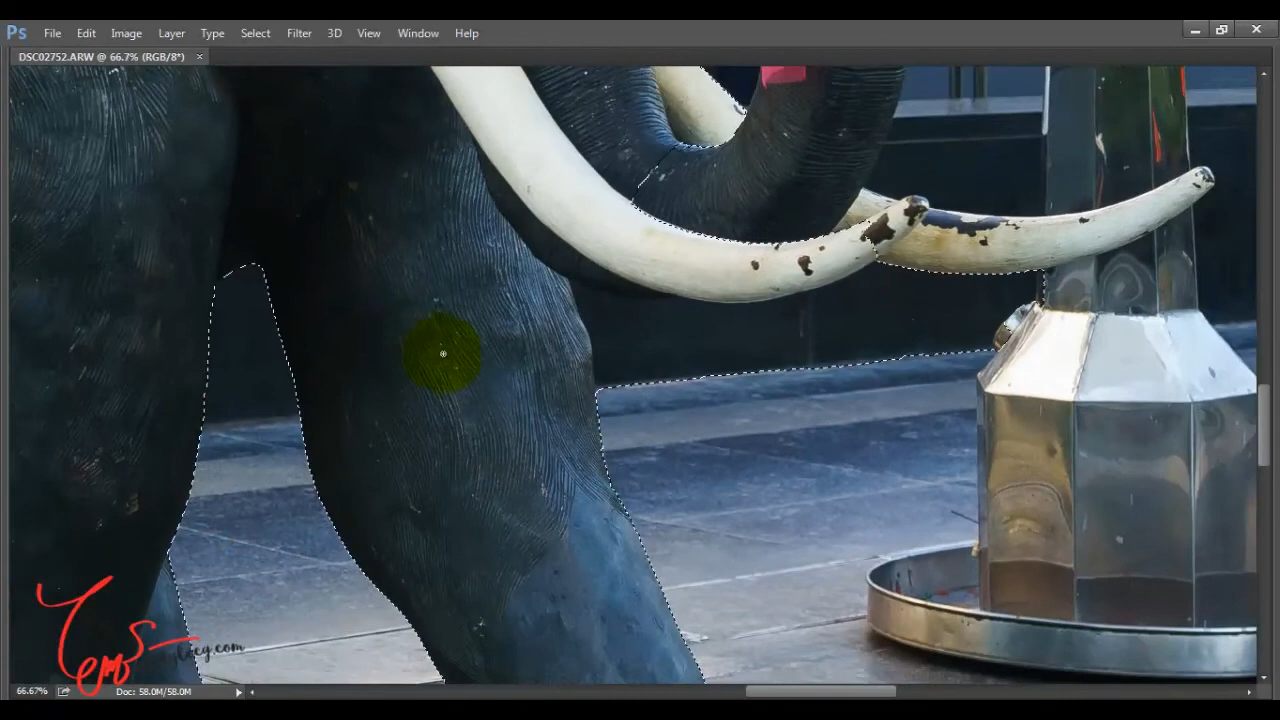 Ps File Edit Image Layer Type Select Filter 3D View Window Help
DSC02752.ARW @ 66.7% (RGB/8*) ×
66.67% Doc: 58.0M/58.0M